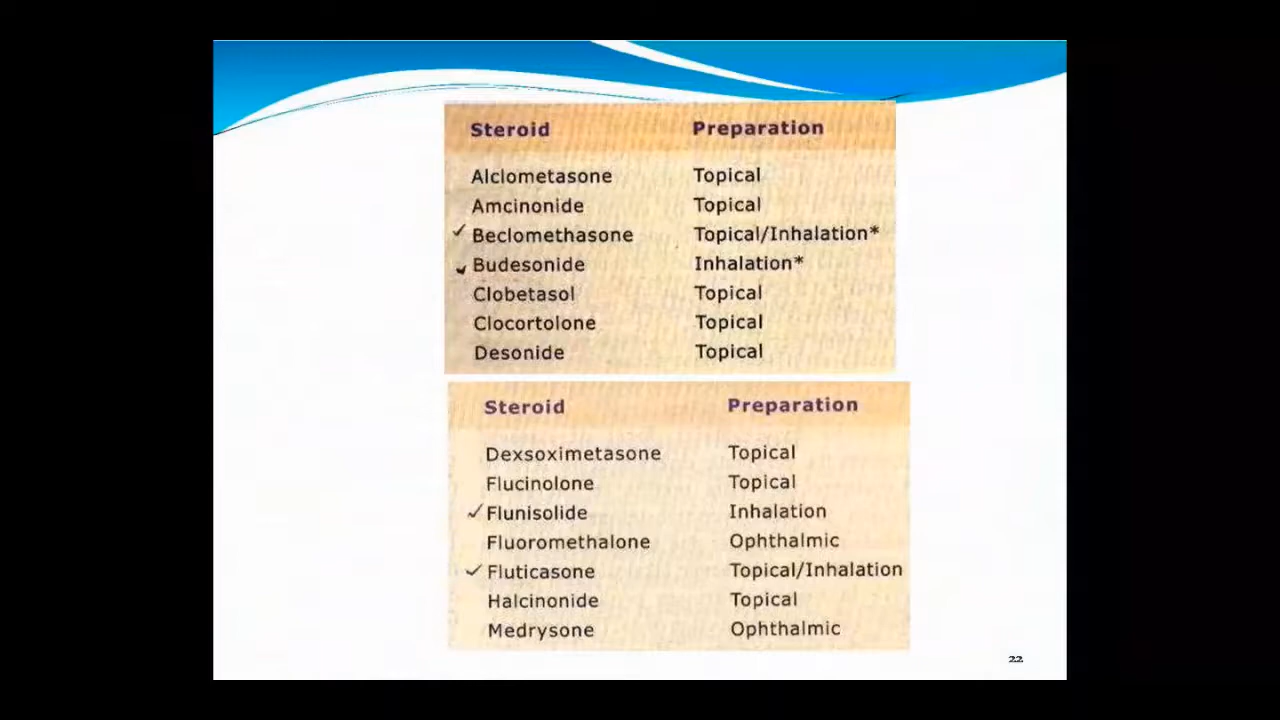 Steroid Preparation
Alclometasone Topical
Amcinonide Topical
✓ Beclomethasone Topical/Inhalation*
✓ Budesonide Inhalation*
Clobetasol Topical
Clocortolone Topical
Desonide Topical
Steroid Preparation
Dexsoximetasone Topical
Flucinolone Topical
✓ Flunisolide Inhalation
Fluoromethalone Ophthalmic
✓ Fluticasone Topical/Inhalation
Halcinonide Topical
Medrysone Ophthalmic
22